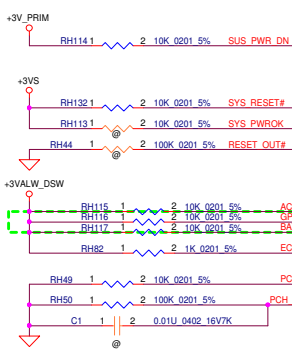 +3V_PRIM
RH114 1 2 10K_0201_5% SUS_PWR_DN
+3VS
RH132 1 2 10K_0201_5% SYS_RESET#
RH113 1 2 10K_0201_5% SYS_PWROK
@
RH44 1 2 100K_0201_5% RESET_OUT#
@
+3VALW_DSW
RH115 1 2 10K_0201_5% AC
RH116 1 2 10K_0201_5% GP
RH117 1 2 10K_0201_5% BA
RH82 1 2 1K_0201_5% EC
RH49 1 2 10K_0201_5% PC
RH50 1 2 100K_0201_5% PCH
C1 1 2 0.01U_0402_16V7K
@